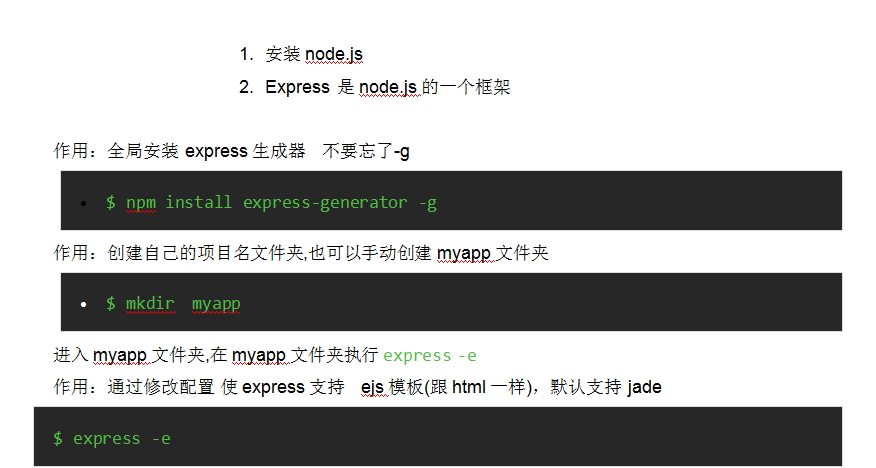 1. 安装 node.js
2. Express 是 node.js 的一个框架
作用：全局安装 express 生成器 不要忘了-g
$ npm install express-generator -g
作用：创建自己的项目名文件夹,也可以手动创建 myapp 文件夹
$ mkdir myapp
进入 myapp 文件夹,在 myapp 文件夹执行 express -e
作用：通过修改配置 使 express 支持 ejs 模板(跟 html 一样)，默认支持 jade
$ express -e